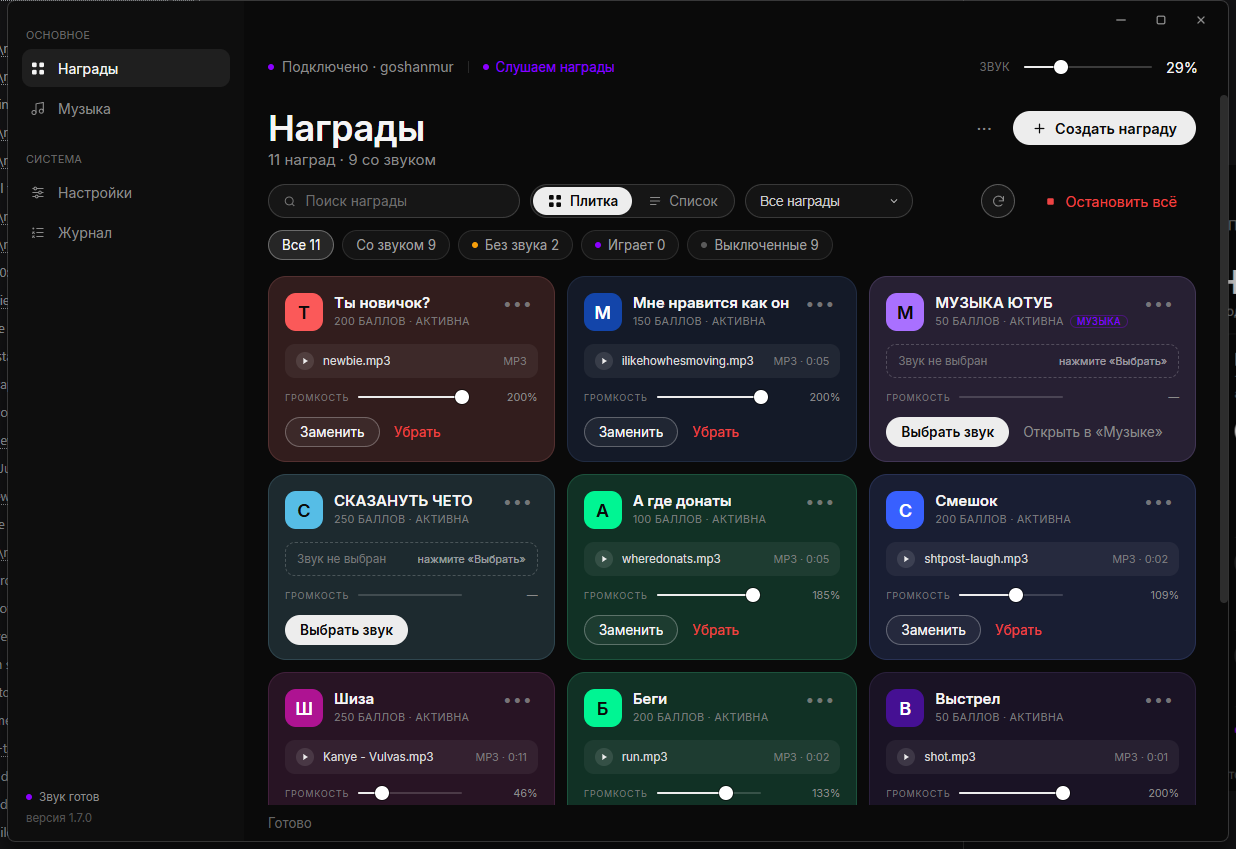 ОСНОВНОЕ
Награды
Музыка
СИСТЕМА
Настройки
Журнал
Звук готов
версия 1.7.0
Подключено · goshanmur
Слушаем награды
ЗВУК
29%
Награды
11 наград · 9 со звуком
···
+ Создать награду
Поиск награды
Плитка
Список
Все награды
Остановить всё
Все 11
Со звуком 9
Без звука 2
Играет 0
Выключенные 9
Т
Ты новичок?
200 БАЛЛОВ · АКТИВНА
newbie.mp3
MP3
ГРОМКОСТЬ
200%
Заменить
Убрать
М
Мне нравится как он
150 БАЛЛОВ · АКТИВНА
ilikehowhesmoving.mp3
MP3 · 0:05
ГРОМКОСТЬ
200%
Заменить
Убрать
М
МУЗЫКА ЮТУБ
50 БАЛЛОВ · АКТИВНА
МУЗЫКА
Звук не выбран
нажмите «Выбрать»
ГРОМКОСТЬ
—
Выбрать звук
Открыть в «Музыке»
С
СКАЗАНУТЬ ЧЕТО
250 БАЛЛОВ · АКТИВНА
Звук не выбран
нажмите «Выбрать»
ГРОМКОСТЬ
—
Выбрать звук
А
А где донаты
100 БАЛЛОВ · АКТИВНА
wheredonats.mp3
MP3 · 0:05
ГРОМКОСТЬ
185%
Заменить
Убрать
С
Смешок
200 БАЛЛОВ · АКТИВНА
shtpost-laugh.mp3
MP3 · 0:02
ГРОМКОСТЬ
109%
Заменить
Убрать
Ш
Шиза
250 БАЛЛОВ · АКТИВНА
Kanye - Vulvas.mp3
MP3 · 0:11
ГРОМКОСТЬ
46%
Б
Беги
200 БАЛЛОВ · АКТИВНА
run.mp3
MP3 · 0:02
ГРОМКОСТЬ
133%
В
Выстрел
50 БАЛЛОВ · АКТИВНА
shot.mp3
MP3 · 0:01
ГРОМКОСТЬ
200%
Готово